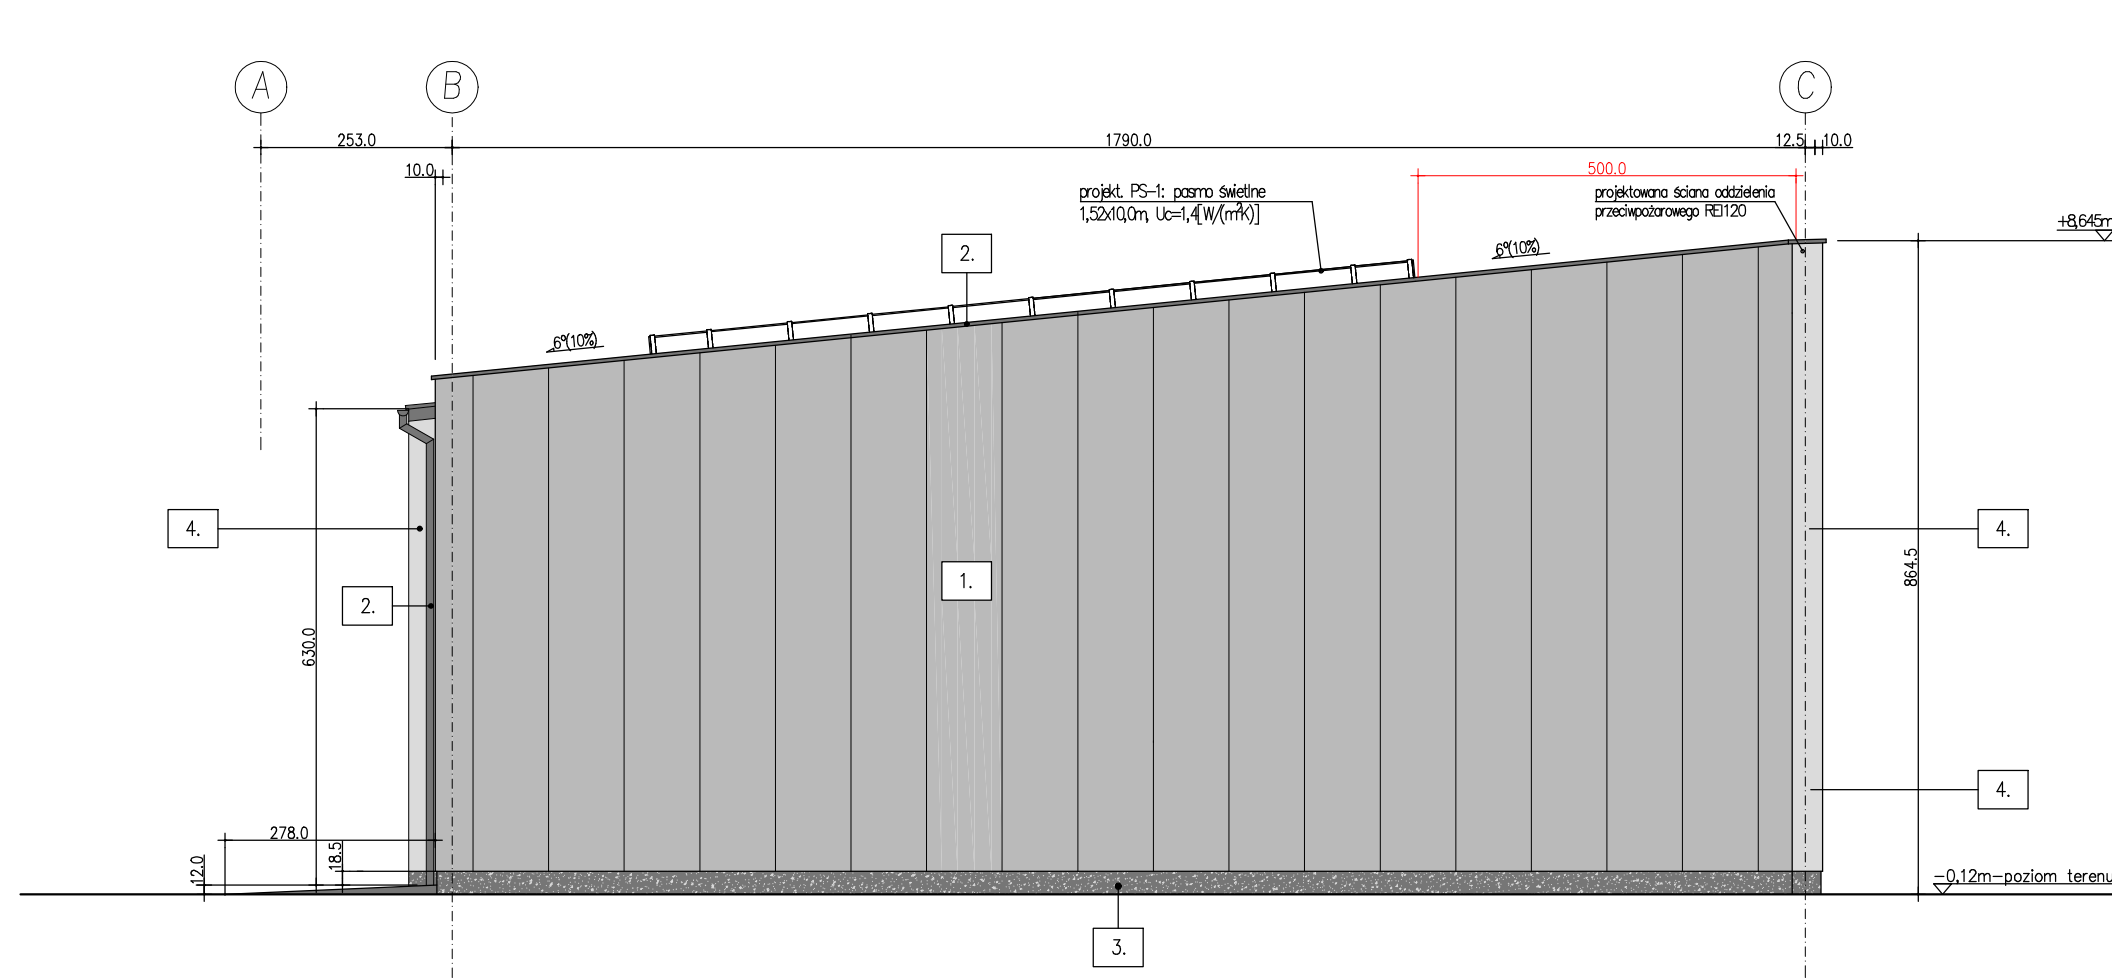 A
B
C
253.0
1790.0
12.5
10.0
10.0
500.0
projekt. PS-1: pasmo świetlne
1,52x10,0m, Uc=1,4[W/(m²K)]
projektowana ściana oddzielenia
przeciwpożarowego REI120
+8,645m
2.
6°(10%)
6°(10%)
4.
4.
1.
864.5
2.
630.0
4.
278.0
18.5
12.0
-0,12m-poziom terenu
3.